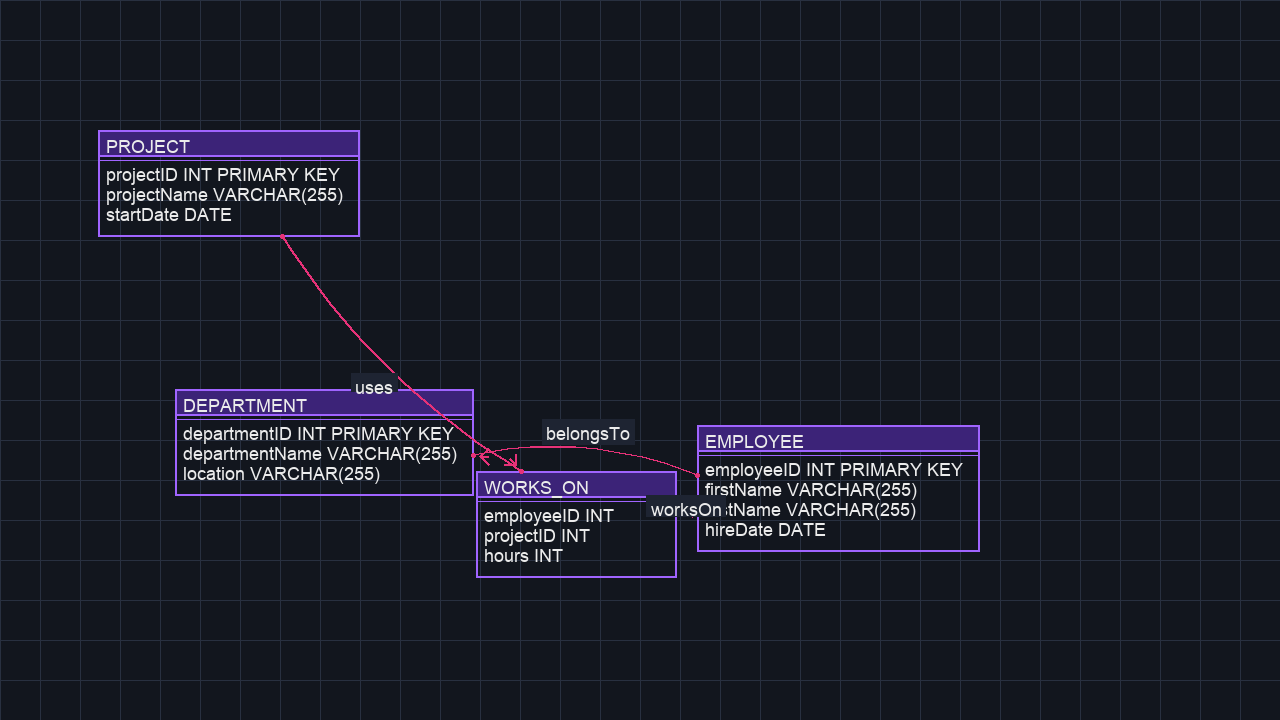 PROJECT
projectID INT PRIMARY KEY
projectName VARCHAR(255)
startDate DATE
uses
DEPARTMENT
departmentID INT PRIMARY KEY
departmentName VARCHAR(255)
location VARCHAR(255)
belongsTo
WORKS_ON
employeeID INT
projectID INT
hours INT
worksOn
EMPLOYEE
employeeID INT PRIMARY KEY
firstName VARCHAR(255)
VARCHAR(255)
hireDate DATE